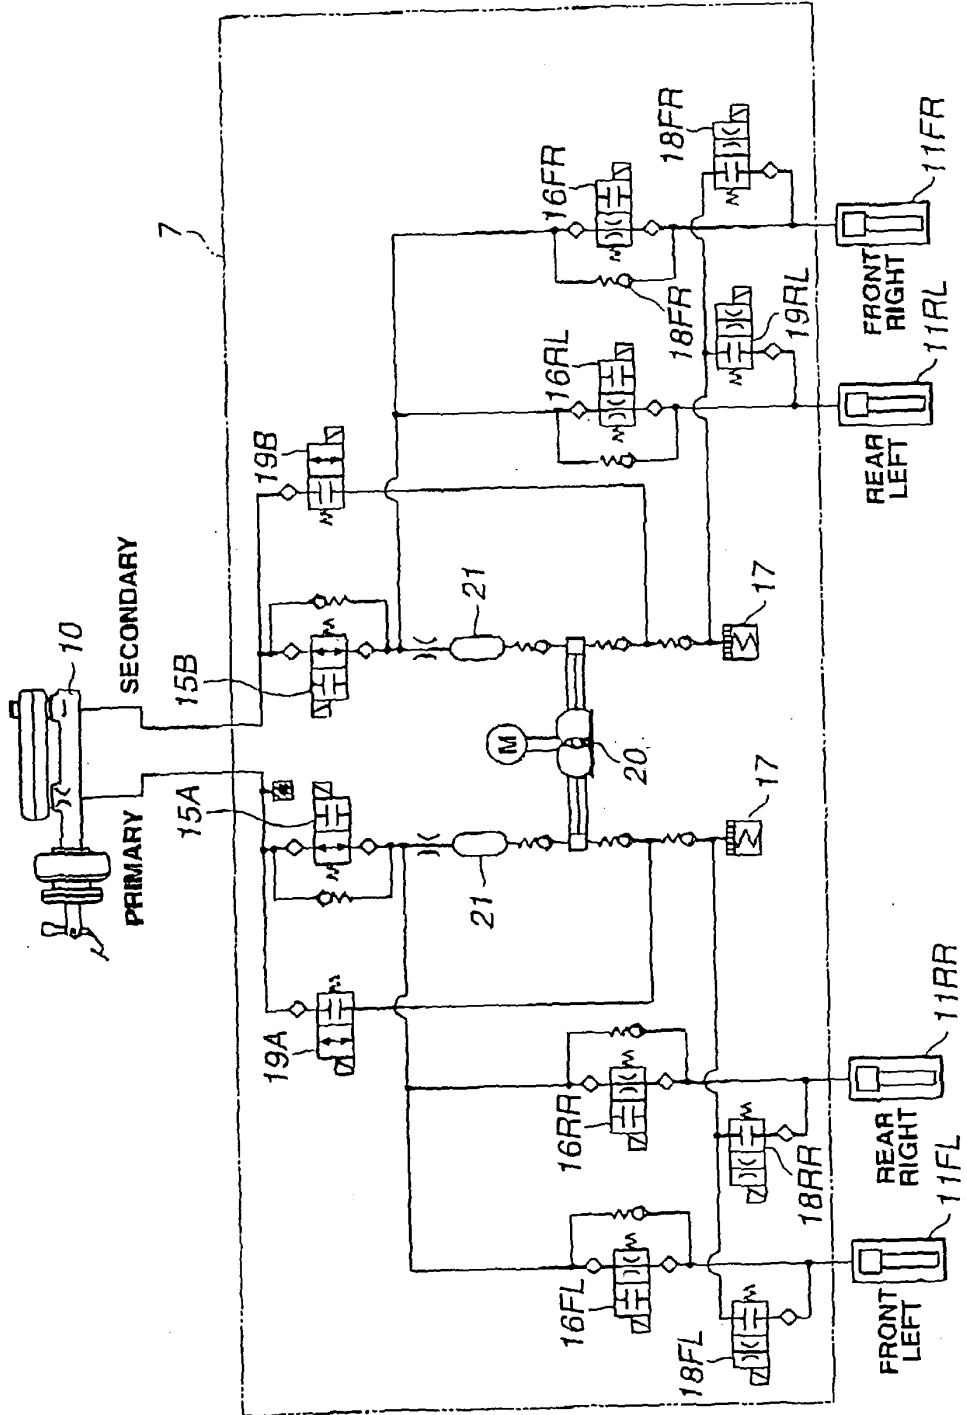 7
10
PRIMARY
SECONDARY
19A
15A
15B
19B
21
21
M
20
17
17
16FL
16RR
16RL
16FR
18FR
18FL
18RR
19RL
18FR
FRONT
LEFT
11FL
REAR
RIGHT
11RR
REAR
LEFT
11RL
FRONT
RIGHT
11FR